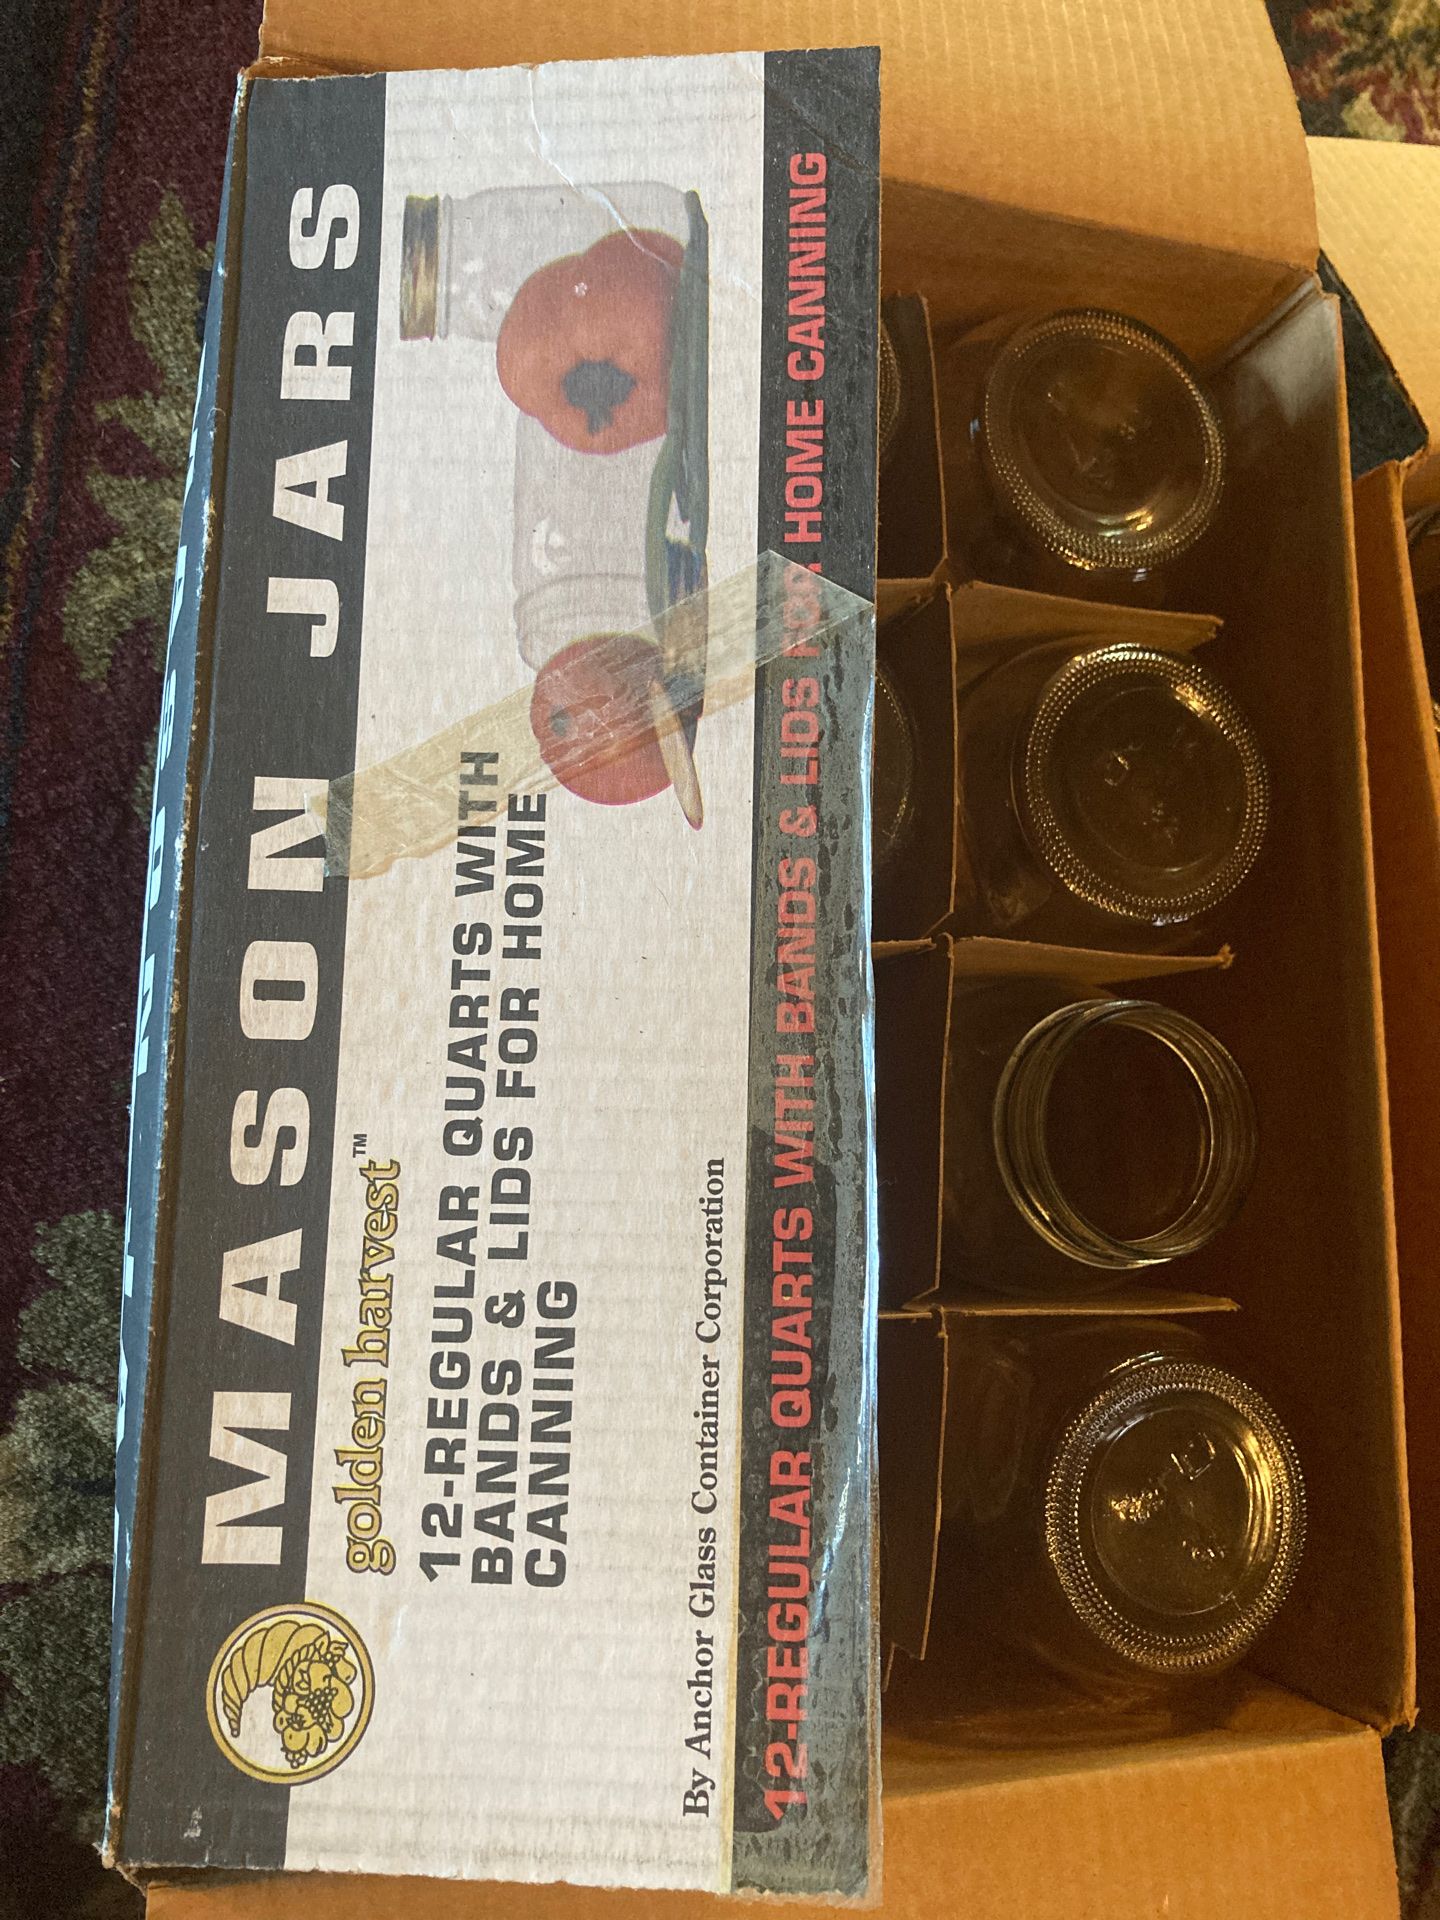 MASON JARS
golden harvest™
12-REGULAR QUARTS WITH
BANDS & LIDS FOR HOME
CANNING
By Anchor Glass Container Corporation
12-REGULAR QUARTS WITH BANDS & LIDS FOR HOME CANNING